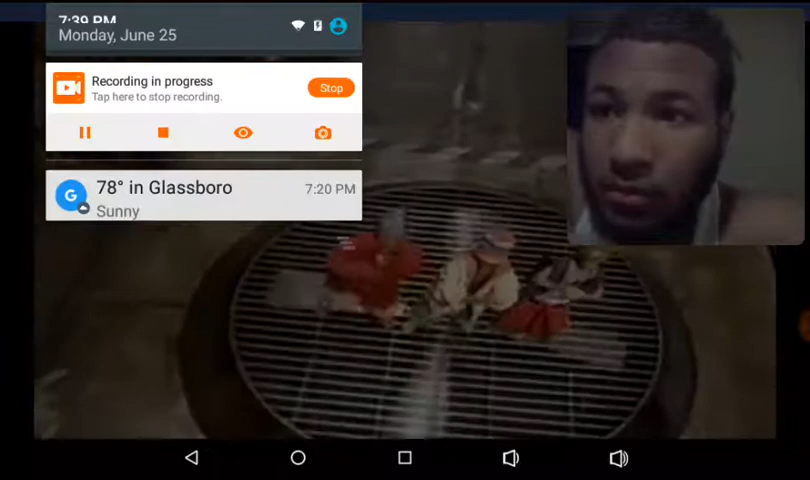 7:39 PM
Monday, June 25
Recording in progress
Tap here to stop recording.
Stop
G
78° in Glassboro
7:20 PM
Sunny